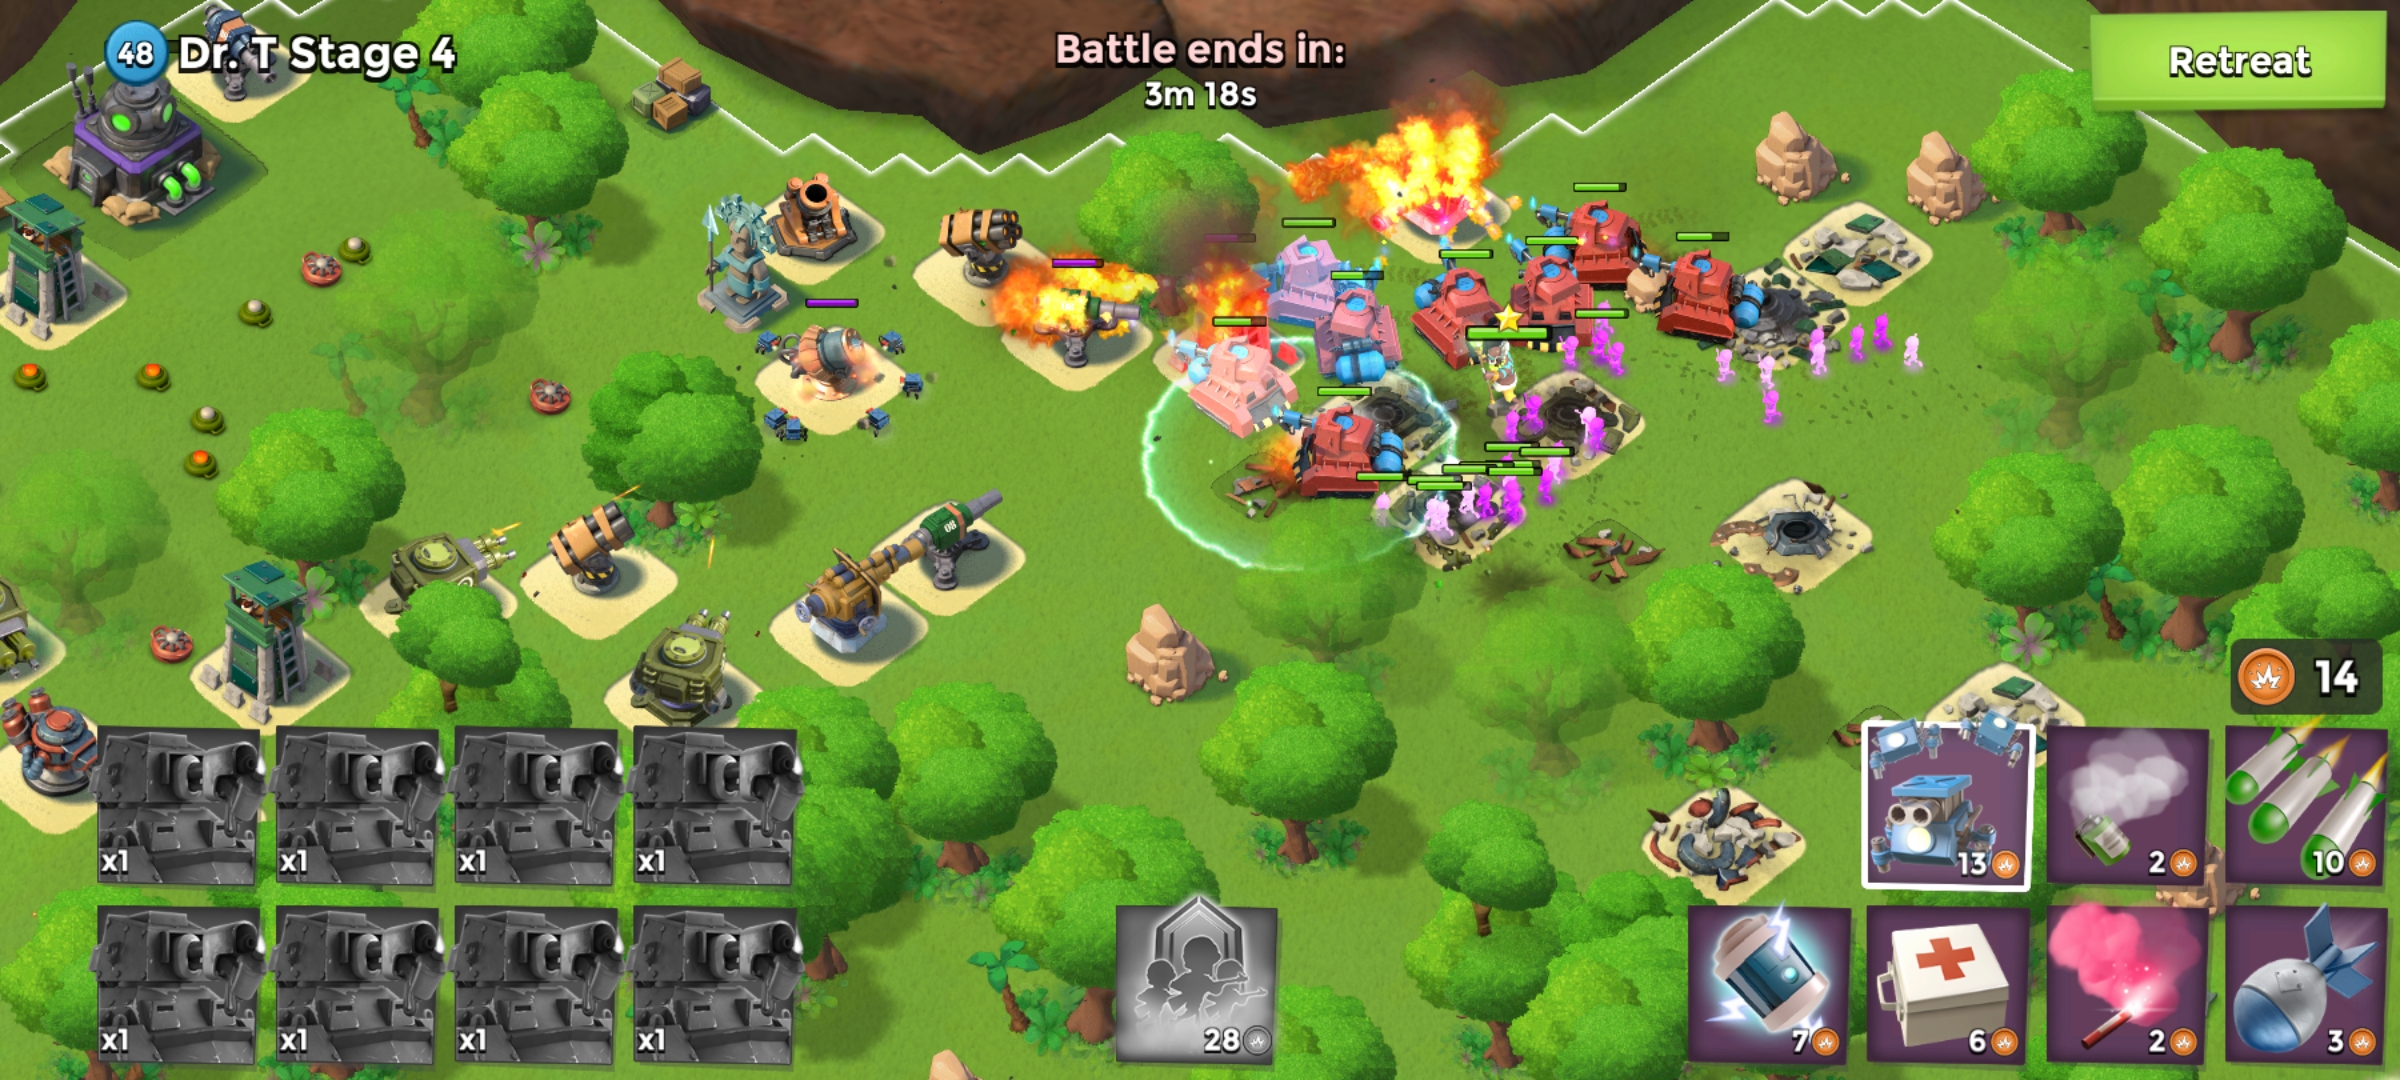 48 Dr. T Stage 4
Battle ends in:
3m 18s
Retreat
14
08
x1 x1 x1 x1
13 2 10
x1 x1 x1 x1
28
7 6 2 3